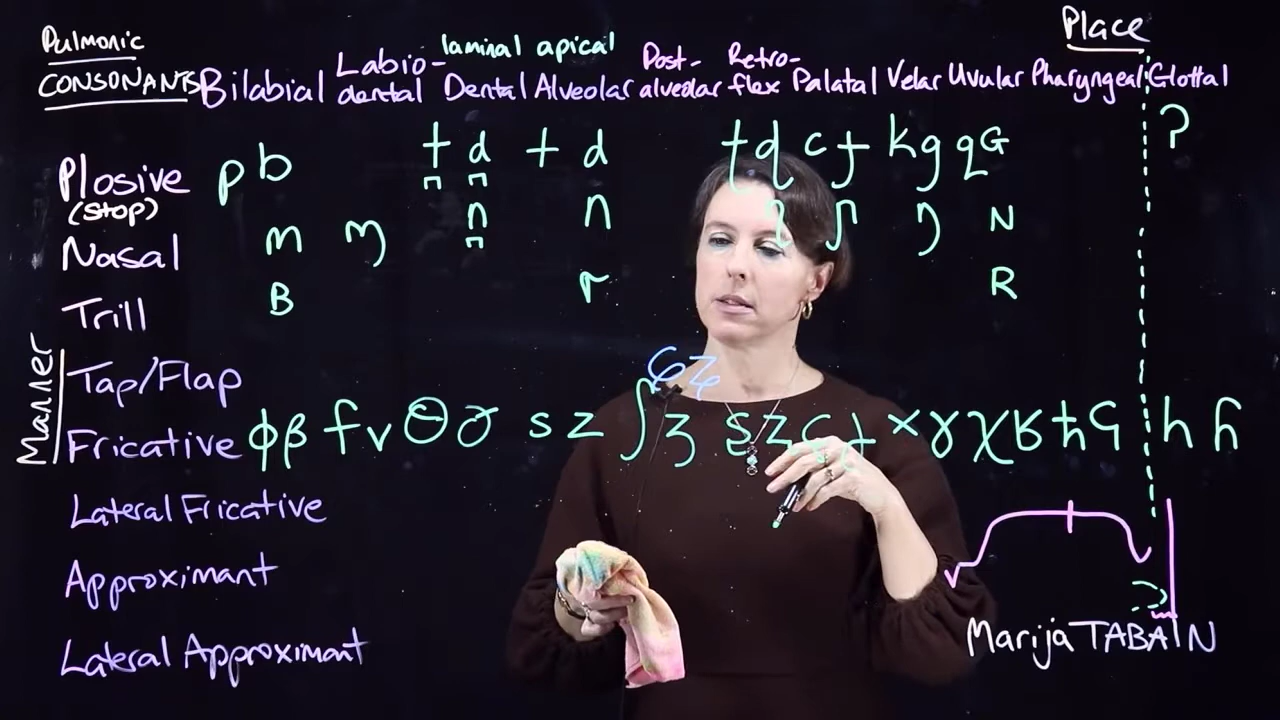 Place
Pulmonic
CONSONANTS
laminal apical
Bilabial Labio-dental Dental Alveolar Post-alveolar Retro-flex Palatal Velar Uvular Pharyngeal Glottal
Plosive p b t̪ d̪ t d ʈ ɖ c ɟ k g q ɢ ʔ
(stop)
Nasal m ɱ n̪ n ɳ ɲ ŋ ɴ
Trill ʙ r ʀ
Manner
Tap/Flap
ɕ ʑ
Fricative ɸ β f v θ ð s z ʃ ʒ ʂ ʐ ç ʝ x ɣ χ ʁ ħ ʕ h ɦ
Lateral Fricative
Approximant
Lateral Approximant
Marija TABAIN